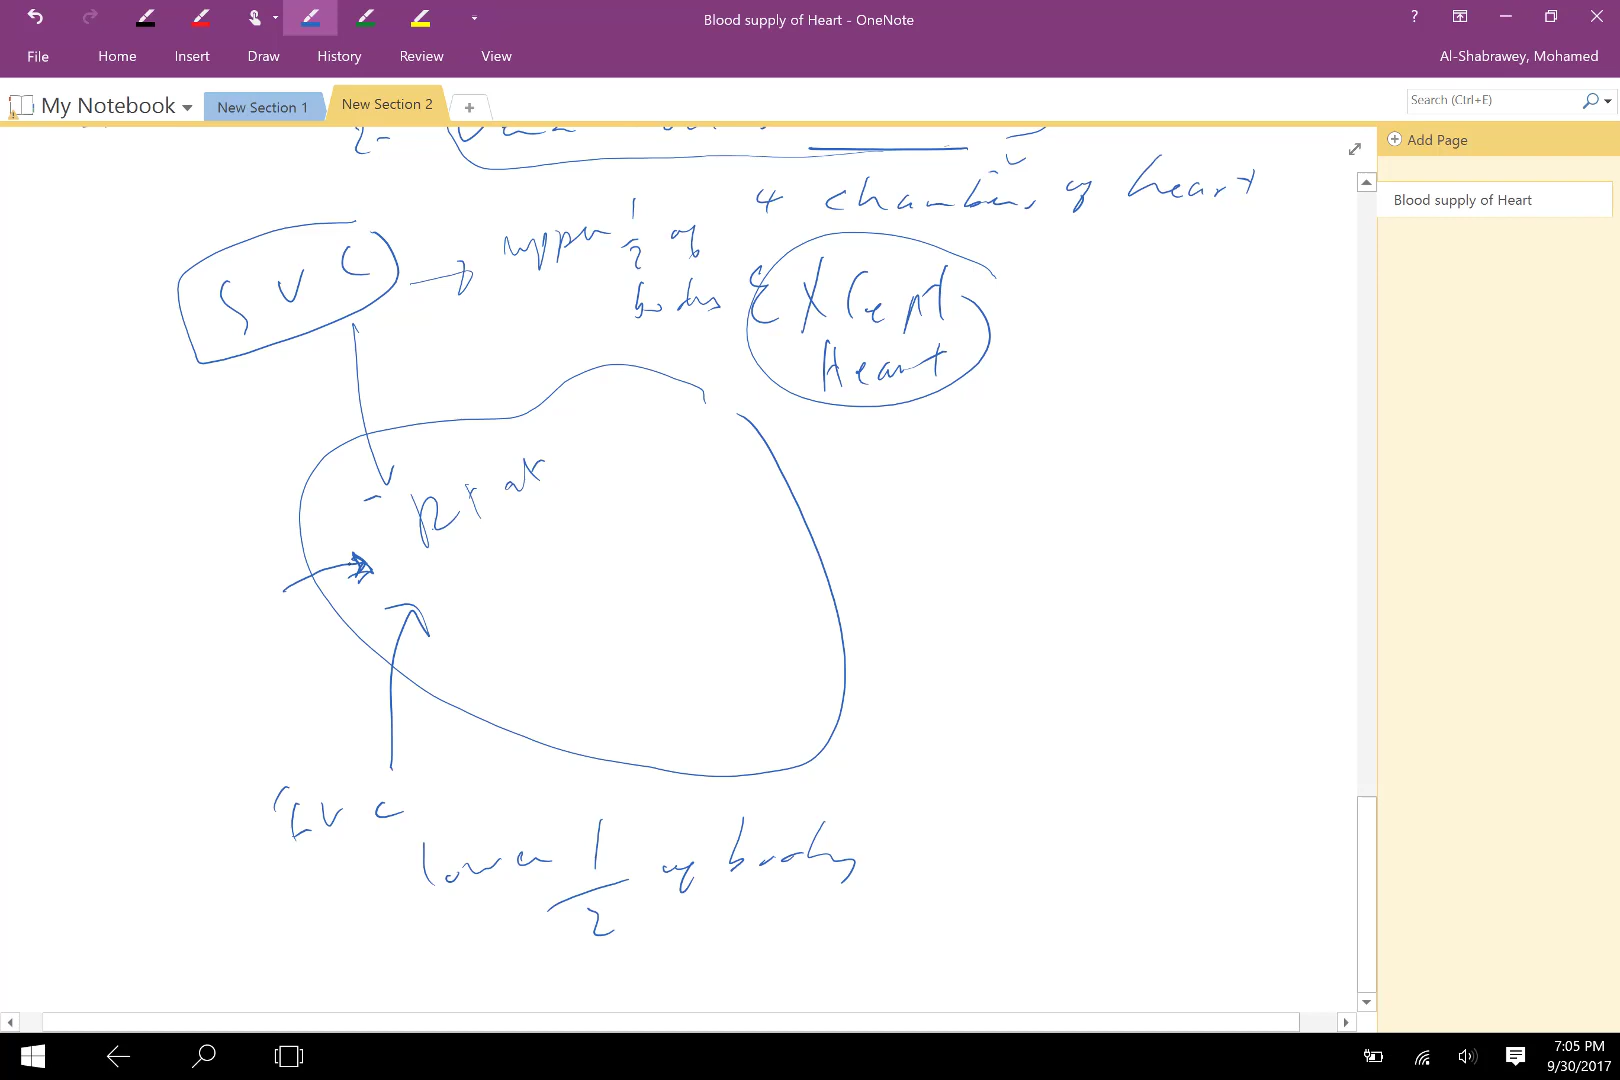 Blood supply of Heart - OneNote
?
File Home Insert Draw History Review View
Al-Shabrawey, Mohamed
My Notebook
New Section 1
New Section 2
Search (Ctrl+E)
Add Page
Blood supply of Heart
4 chambers of heart
SVC
upper 1/2 of
body
Except
Heart
Rt at
IVC
lower 1/2 of body
7:05 PM
9/30/2017